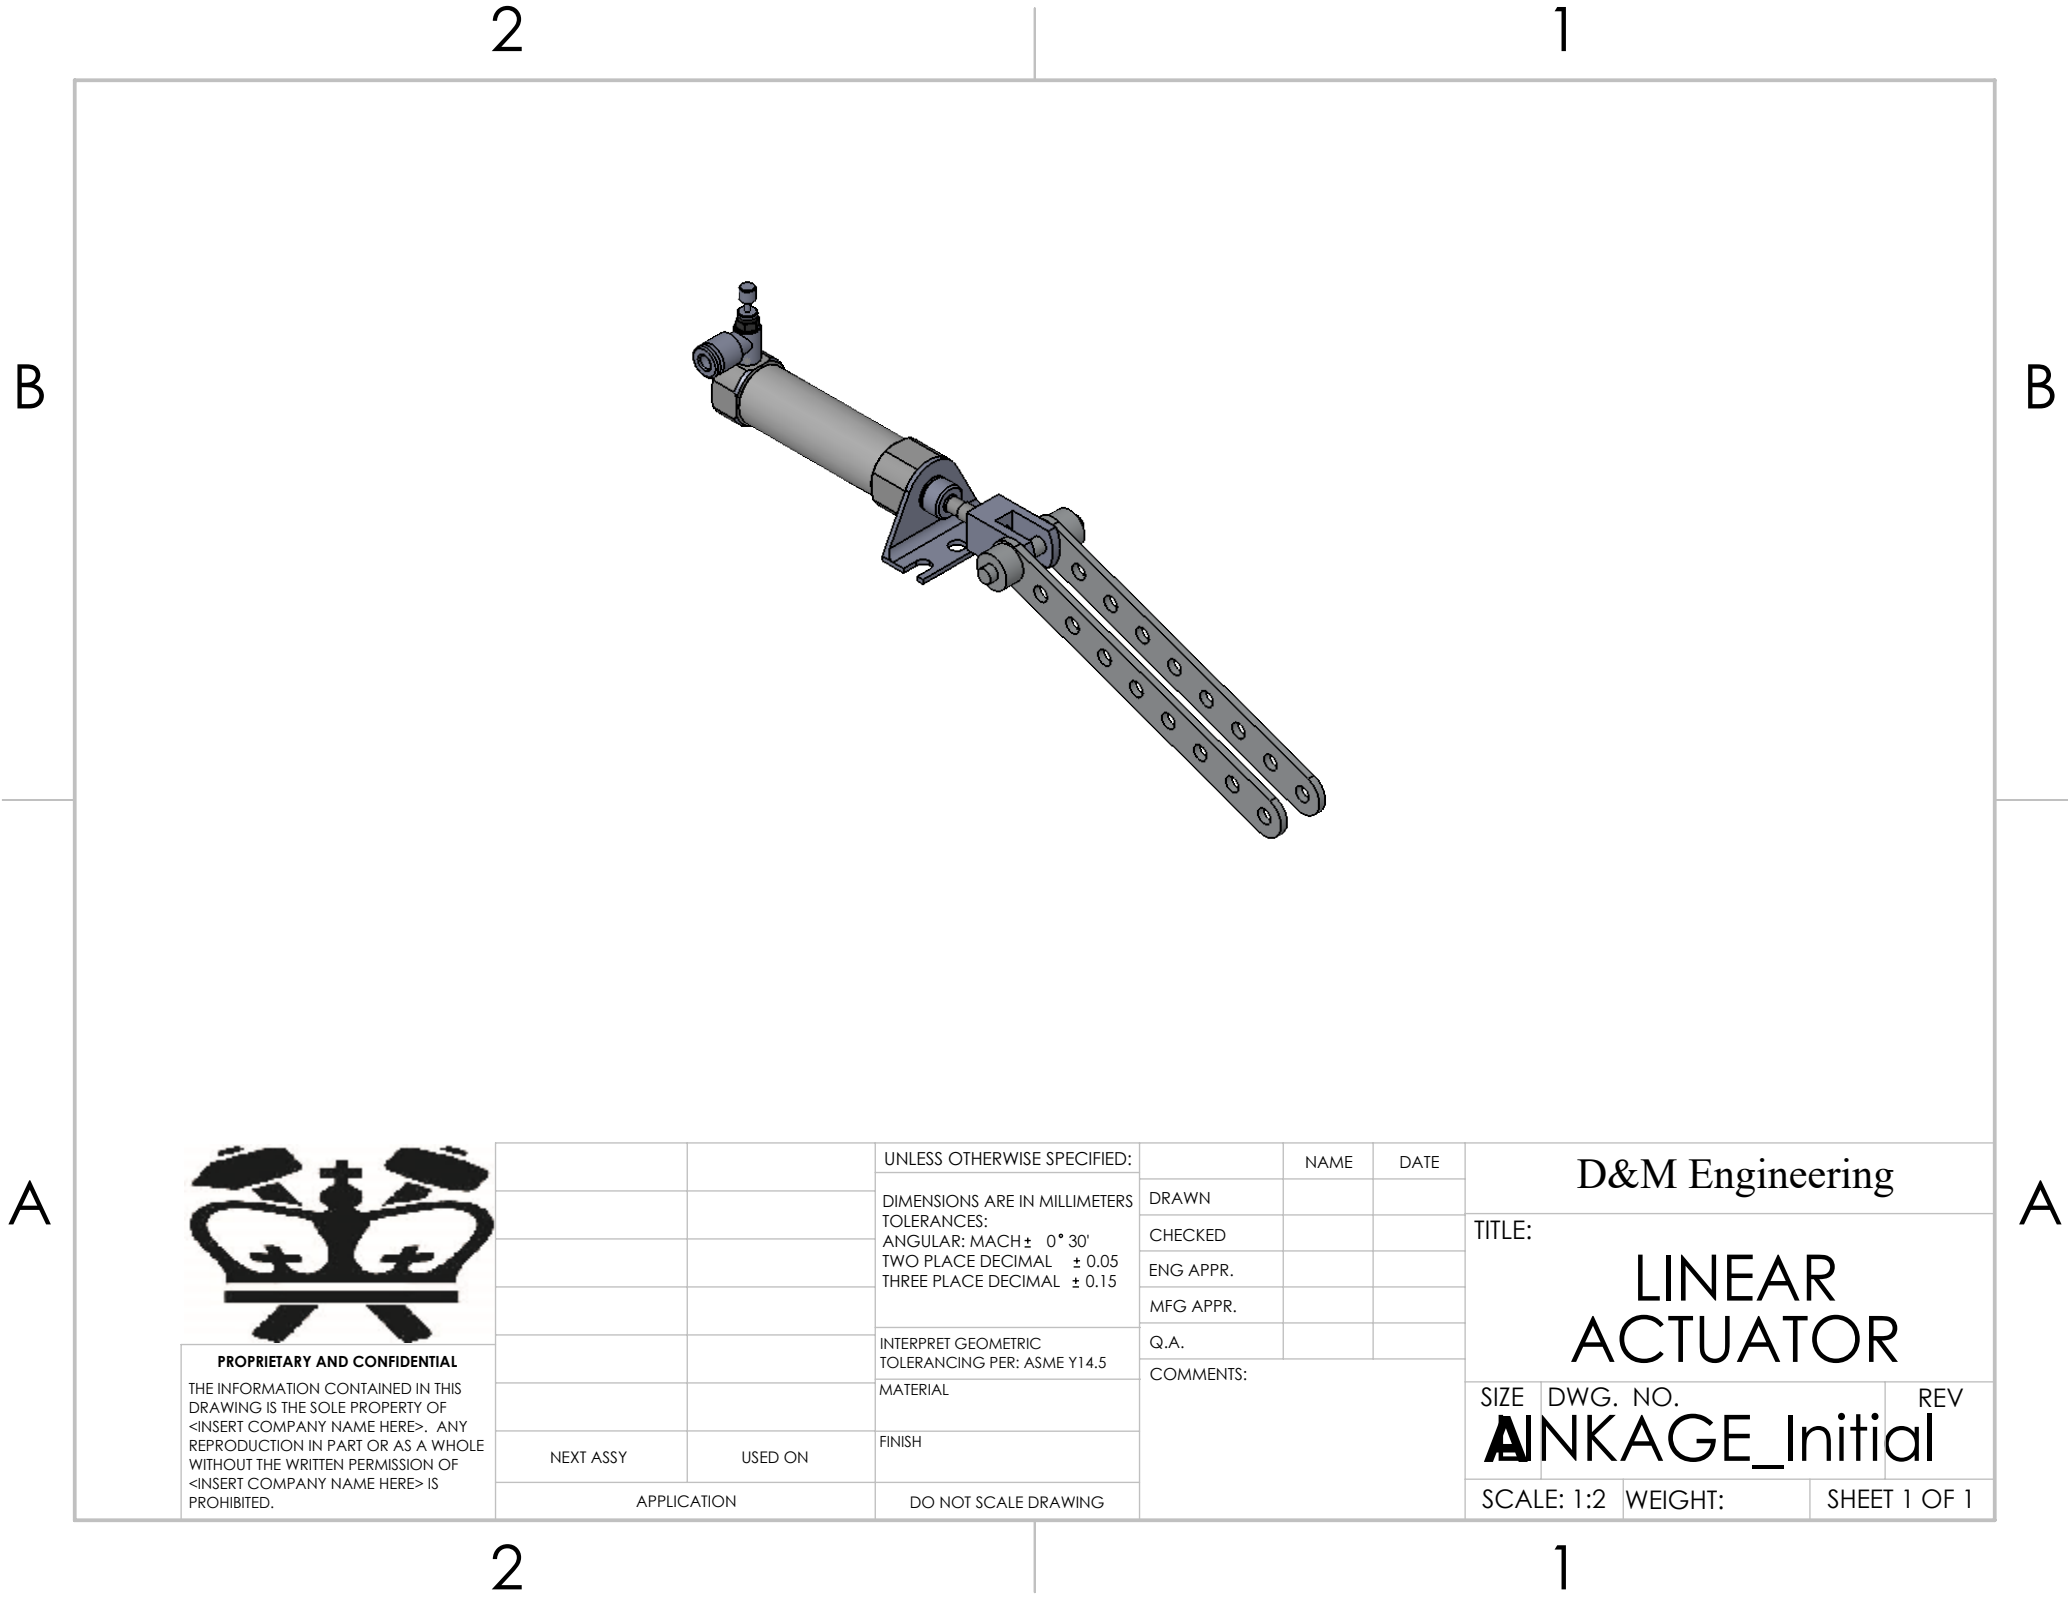 2
1
B
B
A
A
UNLESS OTHERWISE SPECIFIED:
DIMENSIONS ARE IN MILLIMETERS
TOLERANCES:
ANGULAR: MACH ± 0° 30'
TWO PLACE DECIMAL ± 0.05
THREE PLACE DECIMAL ± 0.15
INTERPRET GEOMETRIC
TOLERANCING PER: ASME Y14.5
MATERIAL
FINISH
DO NOT SCALE DRAWING
NAME
DATE
DRAWN
CHECKED
ENG APPR.
MFG APPR.
Q.A.
COMMENTS:
D&M Engineering
TITLE:
LINEAR
ACTUATOR
SIZE
DWG. NO.
REV
A
LINKAGE_Initial
SCALE: 1:2
WEIGHT:
SHEET 1 OF 1
PROPRIETARY AND CONFIDENTIAL
THE INFORMATION CONTAINED IN THIS
DRAWING IS THE SOLE PROPERTY OF
<INSERT COMPANY NAME HERE>. ANY
REPRODUCTION IN PART OR AS A WHOLE
WITHOUT THE WRITTEN PERMISSION OF
<INSERT COMPANY NAME HERE> IS
PROHIBITED.
NEXT ASSY
USED ON
APPLICATION
2
1